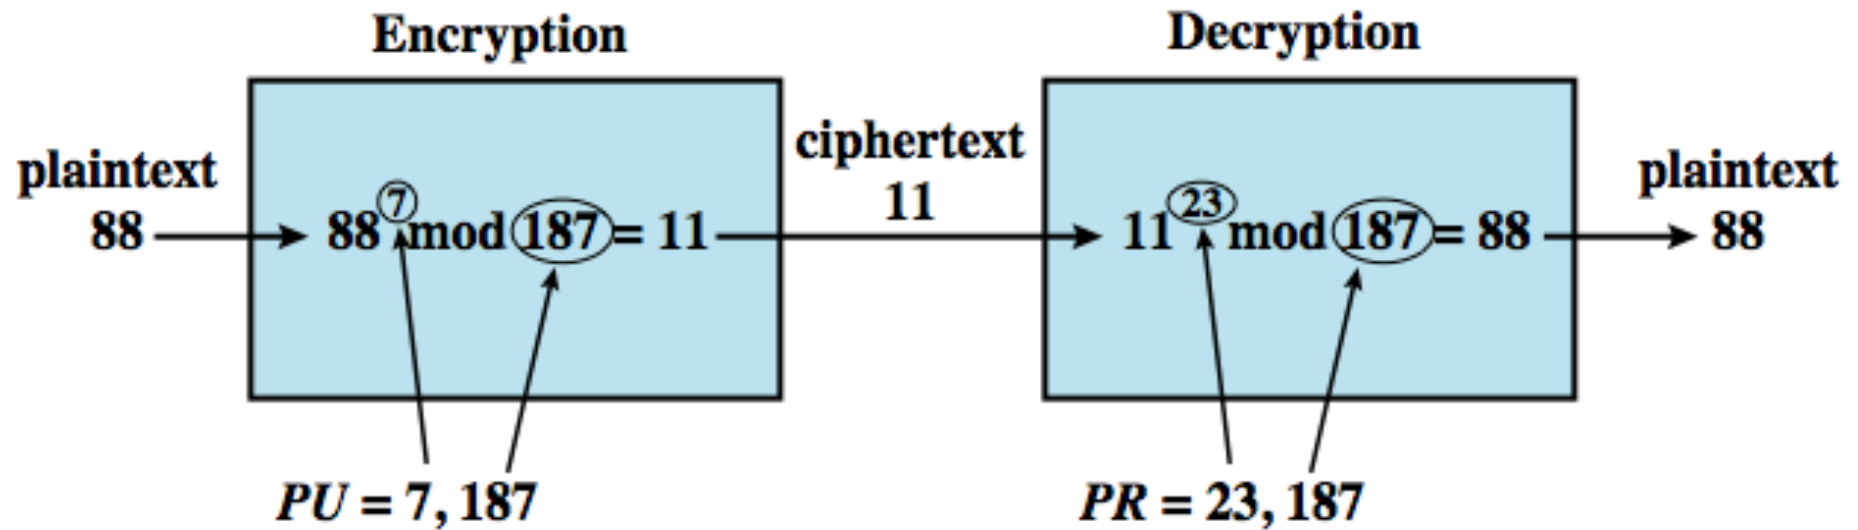 Encryption
Decryption
plaintext
88
88^7 mod 187 = 11
ciphertext
11
11^23 mod 187 = 88
plaintext
88
PU = 7, 187
PR = 23, 187